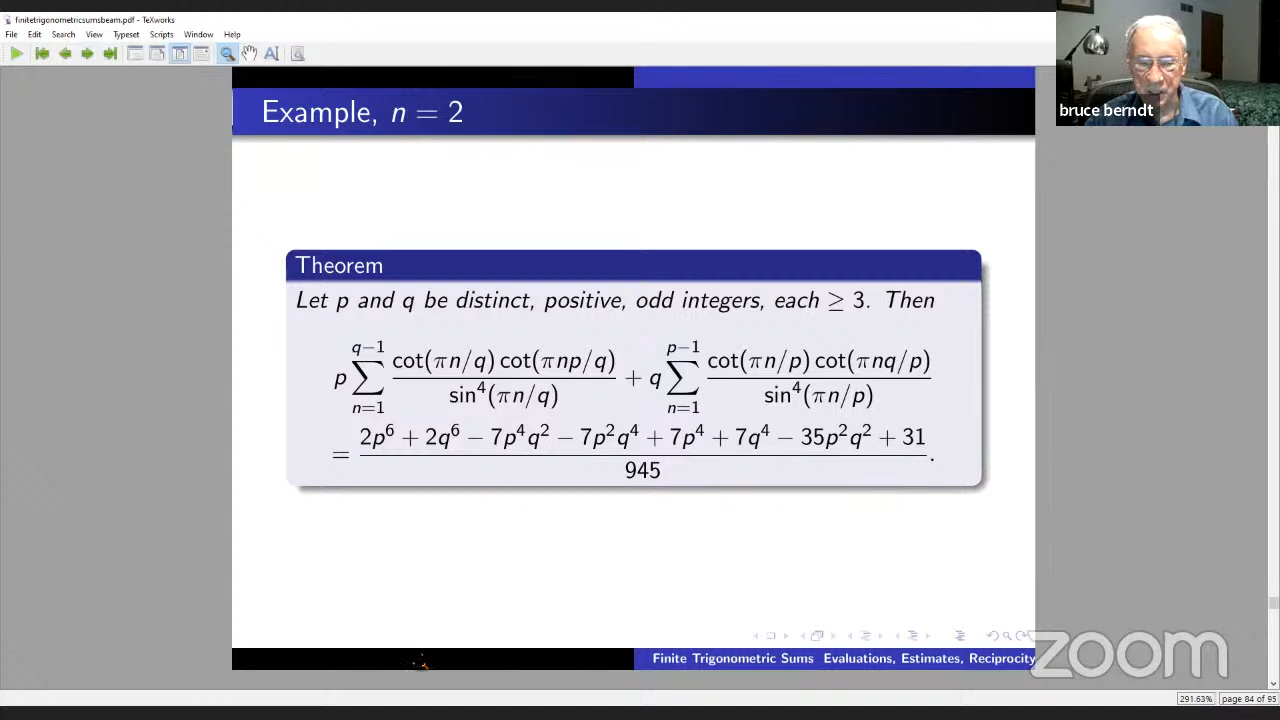 finitetrigonometricsumsbeam.pdf - TeXworks
File Edit Search View Typeset Scripts Window Help
bruce berndt
Example, n = 2
Theorem
Let p and q be distinct, positive, odd integers, each ≥ 3. Then
p ∑_{n=1}^{q−1} cot(πn/q) cot(πnp/q) / sin⁴(πn/q) + q ∑_{n=1}^{p−1} cot(πn/p) cot(πnq/p) / sin⁴(πn/p)
= (2p⁶ + 2q⁶ − 7p⁴q² − 7p²q⁴ + 7p⁴ + 7q⁴ − 35p²q² + 31) / 945 .
Finite Trigonometric Sums Evaluations, Estimates, Reciprocity
zoom
291.63% page 84 of 95